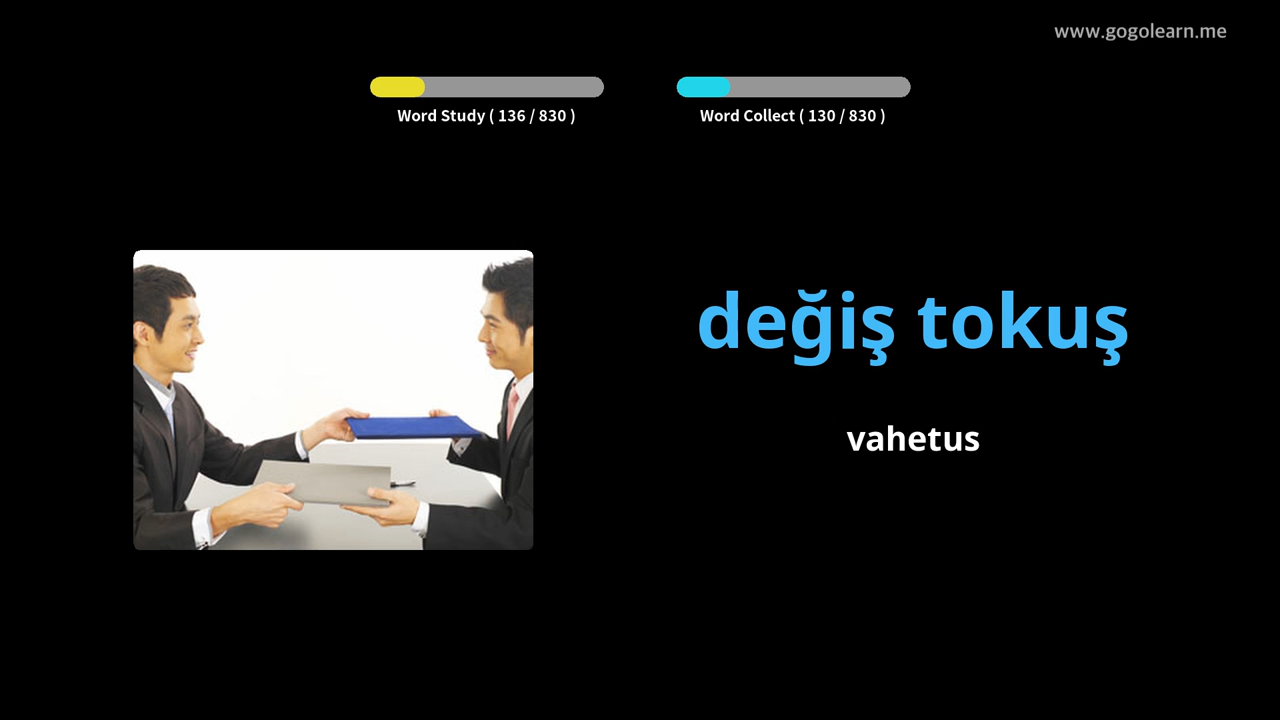 www.gogolearn.me
Word Study ( 136 / 830 )
Word Collect ( 130 / 830 )
değiş tokuş
vahetus